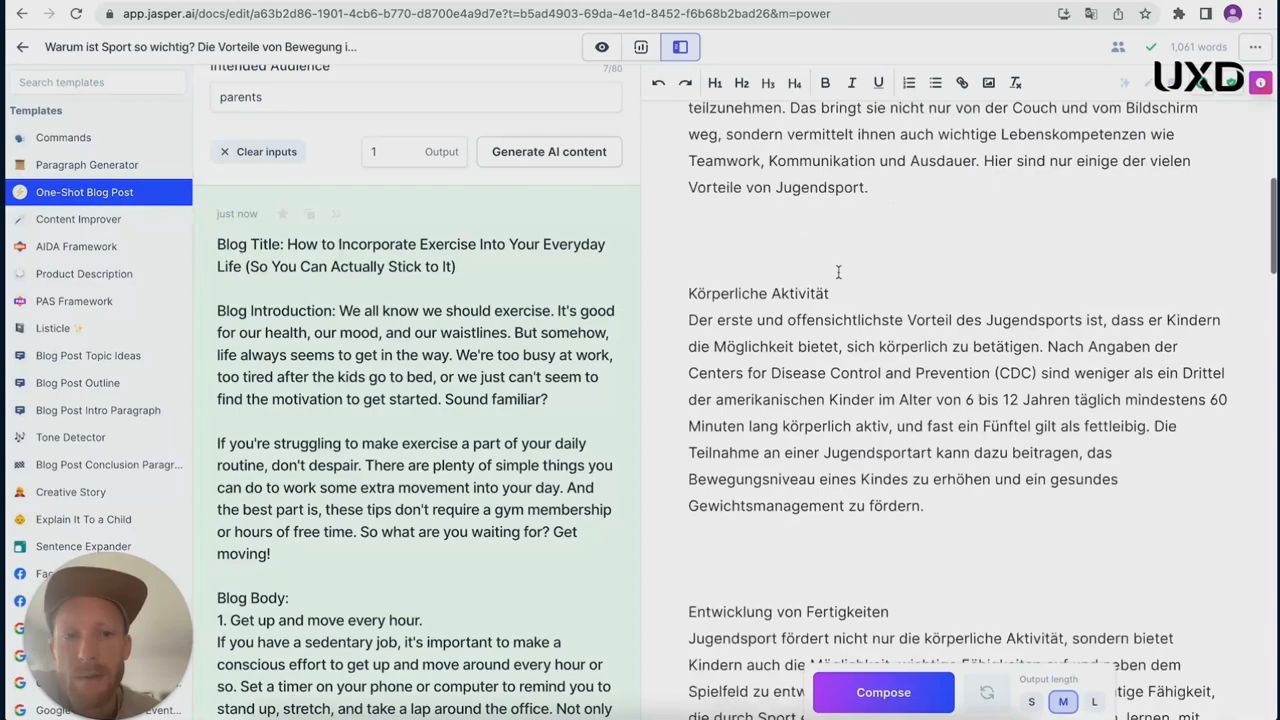 app.jasper.ai/docs/edit/a63b2d86-1901-4cb6-b770-d8700e4a9d7e?t=b5ad4903-69da-4e1d-8452-f6b68b2bad26&m=power
Warum ist Sport so wichtig? Die Vorteile von Bewegung i...
1,061 words
UXD
Search templates
Templates
Commands
Paragraph Generator
One-Shot Blog Post
Content Improver
AIDA Framework
Product Description
PAS Framework
Listicle ✨
Blog Post Topic Ideas
Blog Post Outline
Blog Post Intro Paragraph
Tone Detector
Blog Post Conclusion Paragr...
Creative Story
Explain It To a Child
Sentence Expander
Intended Audience
7/80
parents
Clear inputs
1 Output
Generate AI content
just now
Blog Title: How to Incorporate Exercise Into Your Everyday
Life (So You Can Actually Stick to It)
Blog Introduction: We all know we should exercise. It's good
for our health, our mood, and our waistlines. But somehow,
life always seems to get in the way. We're too busy at work,
too tired after the kids go to bed, or we just can't seem to
find the motivation to get started. Sound familiar?
If you're struggling to make exercise a part of your daily
routine, don't despair. There are plenty of simple things you
can do to work some extra movement into your day. And
the best part is, these tips don't require a gym membership
or hours of free time. So what are you waiting for? Get
moving!
Blog Body:
1. Get up and move every hour.
If you have a sedentary job, it's important to make a
conscious effort to get up and move around every hour or
so. Set a timer on your phone or computer to remind you to
stand up, stretch, and take a lap around the office. Not only
H1 H2 H3 H4 B I U
teilzunehmen. Das bringt sie nicht nur von der Couch und vom Bildschirm
weg, sondern vermittelt ihnen auch wichtige Lebenskompetenzen wie
Teamwork, Kommunikation und Ausdauer. Hier sind nur einige der vielen
Vorteile von Jugendsport.
Körperliche Aktivität
Der erste und offensichtlichste Vorteil des Jugendsports ist, dass er Kindern
die Möglichkeit bietet, sich körperlich zu betätigen. Nach Angaben der
Centers for Disease Control and Prevention (CDC) sind weniger als ein Drittel
der amerikanischen Kinder im Alter von 6 bis 12 Jahren täglich mindestens 60
Minuten lang körperlich aktiv, und fast ein Fünftel gilt als fettleibig. Die
Teilnahme an einer Jugendsportart kann dazu beitragen, das
Bewegungsniveau eines Kindes zu erhöhen und ein gesundes
Gewichtsmanagement zu fördern.
Entwicklung von Fertigkeiten
Jugendsport fördert nicht nur die körperliche Aktivität, sondern bietet
Kindern auch die Möglichkeit, wichtige Fähigkeiten auf und neben dem
Spielfeld zu
Fähigkeit,
die durch Sport
lernen, mit
Compose
Output length
S M L